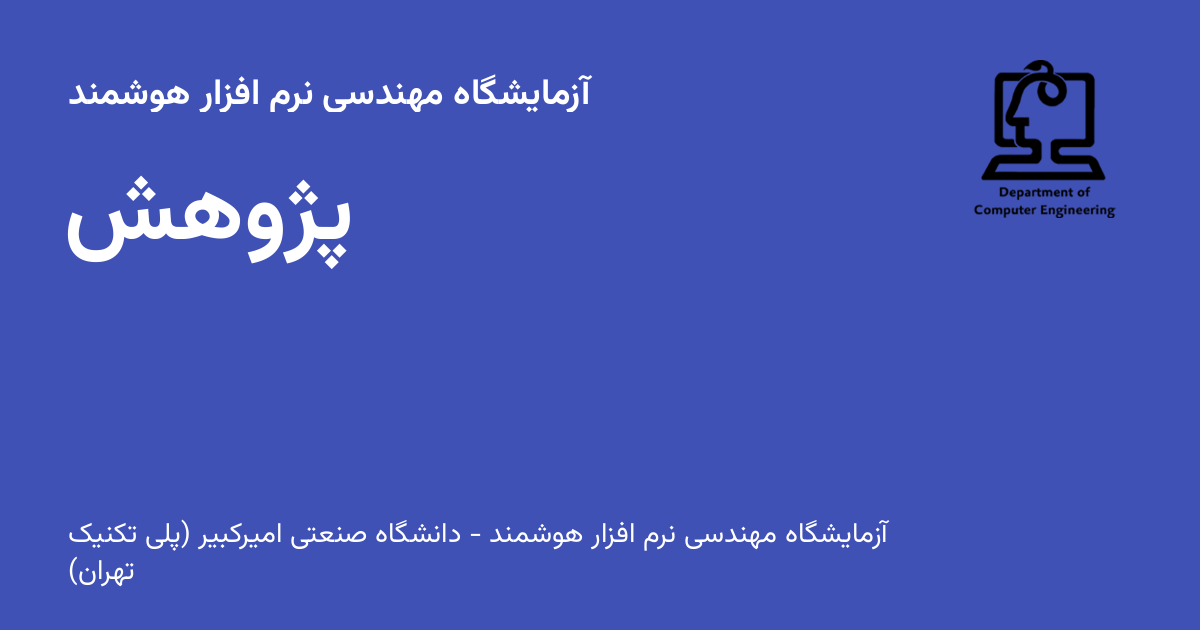 آزمایشگاه مهندسی نرم افزار هوشمند
پژوهش
Department of
Computer Engineering
آزمایشگاه مهندسی نرم افزار هوشمند - دانشگاه صنعتی امیرکبیر (پلی تکنیک
تهران)